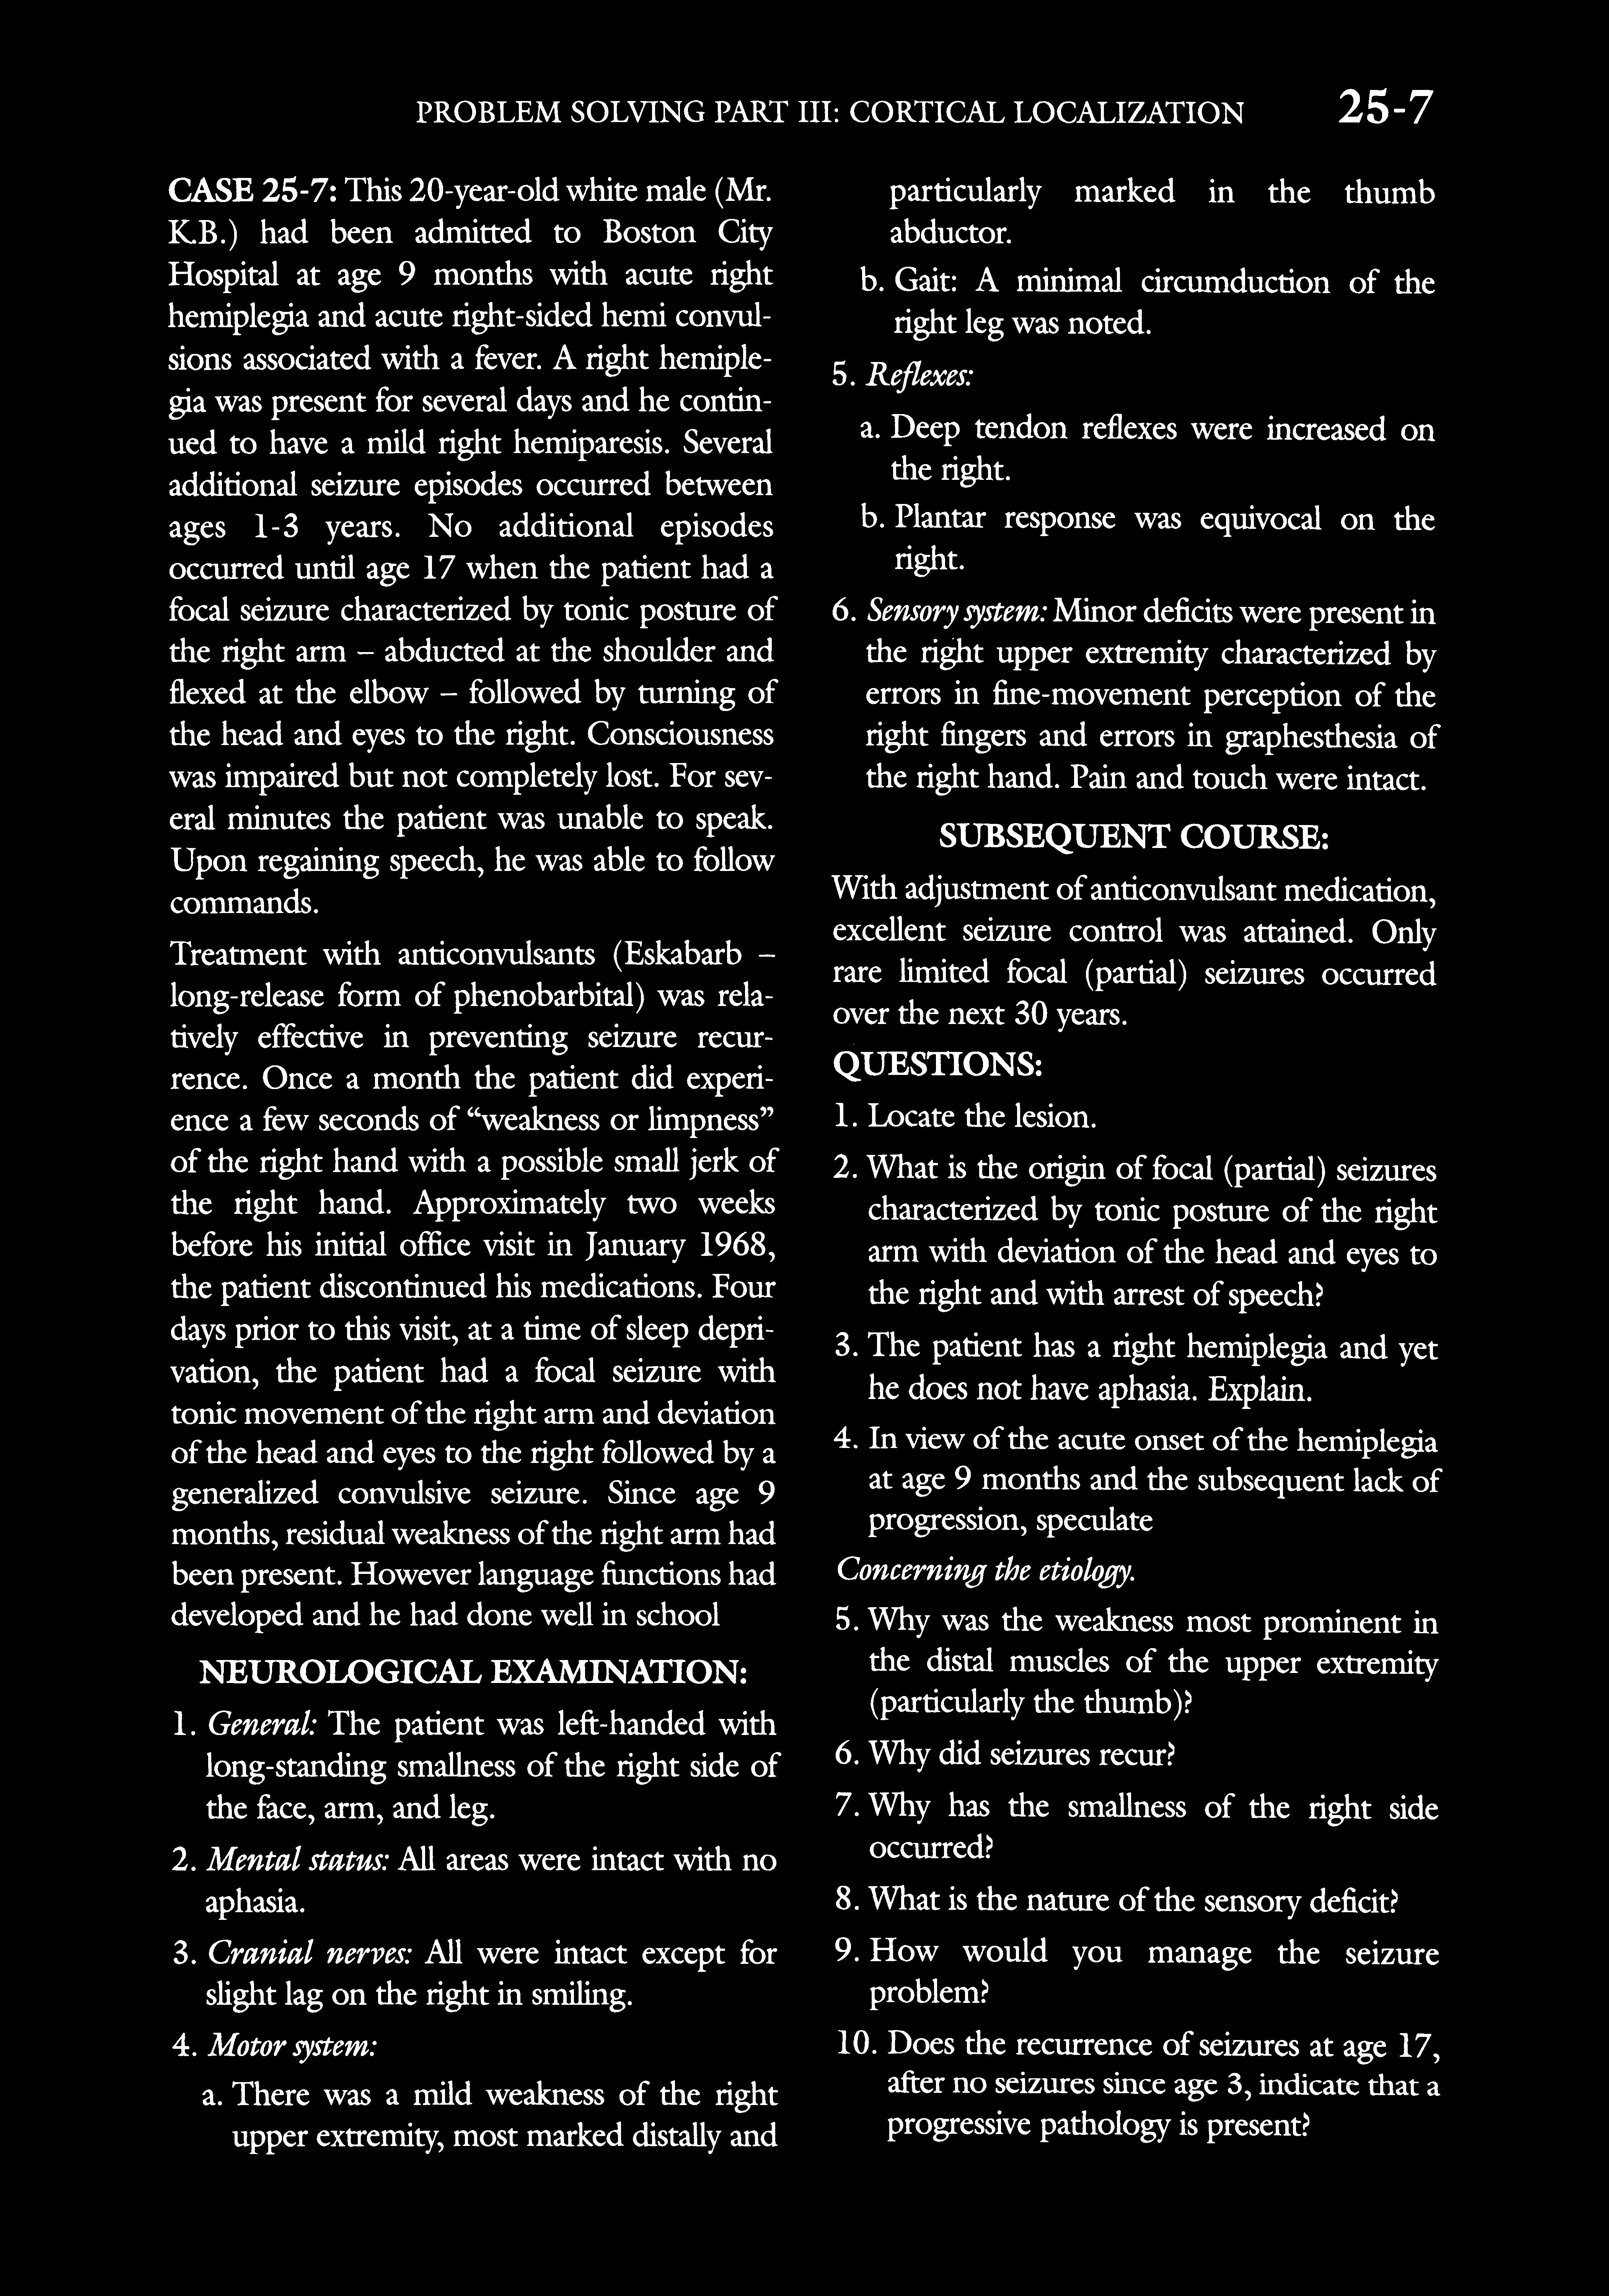 PROBLEM SOLVING PART III: CORTICAL LOCALIZATION 25-7
CASE 25-7: This 20-year-old white male (Mr.
K.B.) had been admitted to Boston City
Hospital at age 9 months with acute right
hemiplegia and acute right-sided hemi convul-
sions associated with a fever. A right hemiple-
gia was present for several days and he contin-
ued to have a mild right hemiparesis. Several
additional seizure episodes occurred between
ages 1-3 years. No additional episodes
occurred until age 17 when the patient had a
focal seizure characterized by tonic posture of
the right arm – abducted at the shoulder and
flexed at the elbow – followed by turning of
the head and eyes to the right. Consciousness
was impaired but not completely lost. For sev-
eral minutes the patient was unable to speak.
Upon regaining speech, he was able to follow
commands.
Treatment with anticonvulsants (Eskabarb –
long-release form of phenobarbital) was rela-
tively effective in preventing seizure recur-
rence. Once a month the patient did experi-
ence a few seconds of “weakness or limpness”
of the right hand with a possible small jerk of
the right hand. Approximately two weeks
before his initial office visit in January 1968,
the patient discontinued his medications. Four
days prior to this visit, at a time of sleep depri-
vation, the patient had a focal seizure with
tonic movement of the right arm and deviation
of the head and eyes to the right followed by a
generalized convulsive seizure. Since age 9
months, residual weakness of the right arm had
been present. However language functions had
developed and he had done well in school
NEUROLOGICAL EXAMINATION:
1. General: The patient was left-handed with
long-standing smallness of the right side of
the face, arm, and leg.
2. Mental status: All areas were intact with no
aphasia.
3. Cranial nerves: All were intact except for
slight lag on the right in smiling.
4. Motor system:
a. There was a mild weakness of the right
upper extremity, most marked distally and
particularly marked in the thumb
abductor.
b. Gait: A minimal circumduction of the
right leg was noted.
5. Reflexes:
a. Deep tendon reflexes were increased on
the right.
b. Plantar response was equivocal on the
right.
6. Sensory system: Minor deficits were present in
the right upper extremity characterized by
errors in fine-movement perception of the
right fingers and errors in graphesthesia of
the right hand. Pain and touch were intact.
SUBSEQUENT COURSE:
With adjustment of anticonvulsant medication,
excellent seizure control was attained. Only
rare limited focal (partial) seizures occurred
over the next 30 years.
QUESTIONS:
1. Locate the lesion.
2. What is the origin of focal (partial) seizures
characterized by tonic posture of the right
arm with deviation of the head and eyes to
the right and with arrest of speech?
3. The patient has a right hemiplegia and yet
he does not have aphasia. Explain.
4. In view of the acute onset of the hemiplegia
at age 9 months and the subsequent lack of
progression, speculate
Concerning the etiology.
5. Why was the weakness most prominent in
the distal muscles of the upper extremity
(particularly the thumb)?
6. Why did seizures recur?
7. Why has the smallness of the right side
occurred?
8. What is the nature of the sensory deficit?
9. How would you manage the seizure
problem?
10. Does the recurrence of seizures at age 17,
after no seizures since age 3, indicate that a
progressive pathology is present?